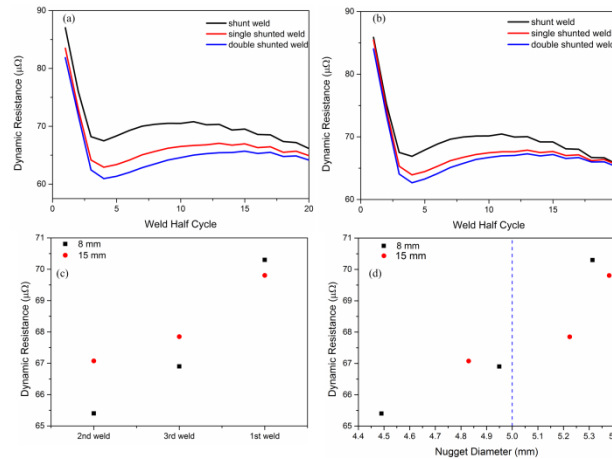 (a)
shunt weld
single shunted weld
double shunted weld
90
80
70
60
Dynamic Resistance (μΩ)
0 5 10 15 20
Weld Half Cycle
(b)
shunt weld
single shunted weld
double shunted weld
90
80
70
60
Dynamic Resistance (μΩ)
0 5 10 15
Weld Half Cycle
(c)
8 mm
15 mm
71
70
69
68
67
66
65
Dynamic Resistance (μΩ)
2nd weld 3rd weld 1st weld
(d)
8 mm
15 mm
71
70
69
68
67
66
65
Dynamic Resistance (μΩ)
4.4 4.5 4.6 4.7 4.8 4.9 5.0 5.1 5.2 5.3
Nugget Diameter (mm)